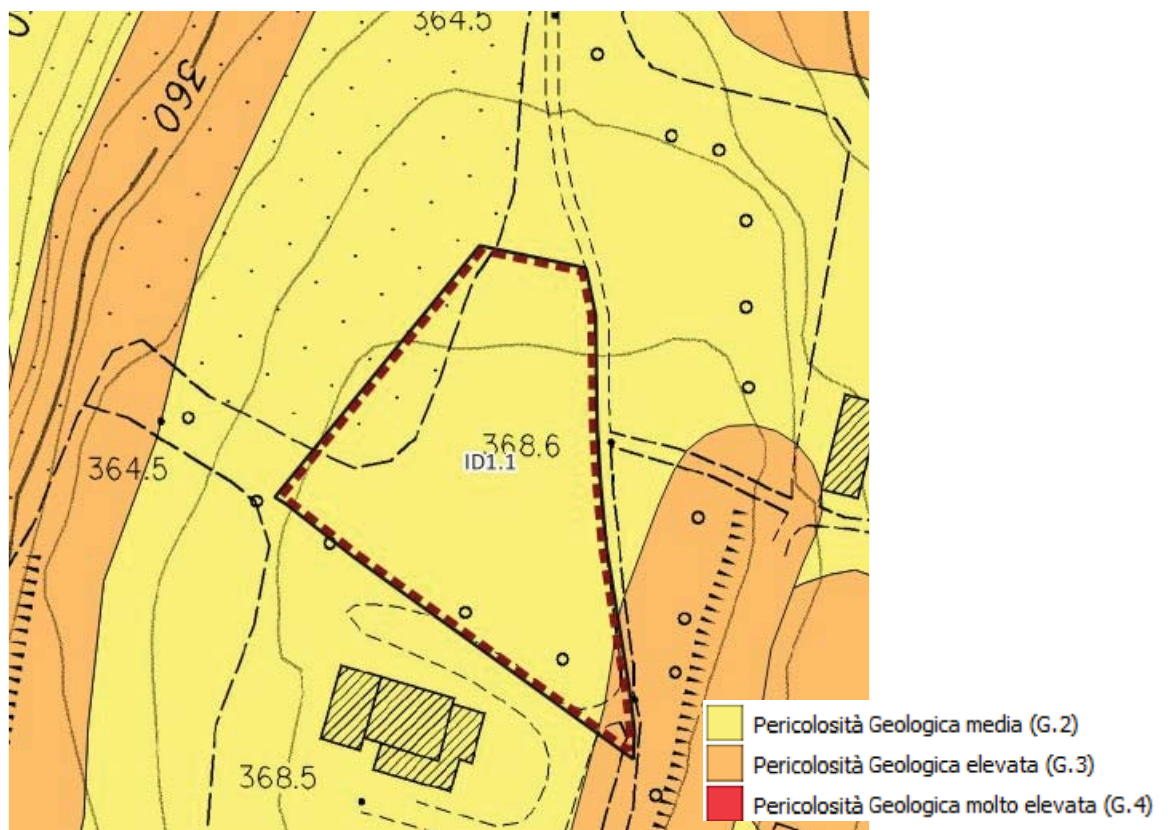 364.5
360
368.6
ID1.1
364.5
368.5
Pericolosità Geologica media (G.2)
Pericolosità Geologica elevata (G.3)
Pericolosità Geologica molto elevata (G.4)